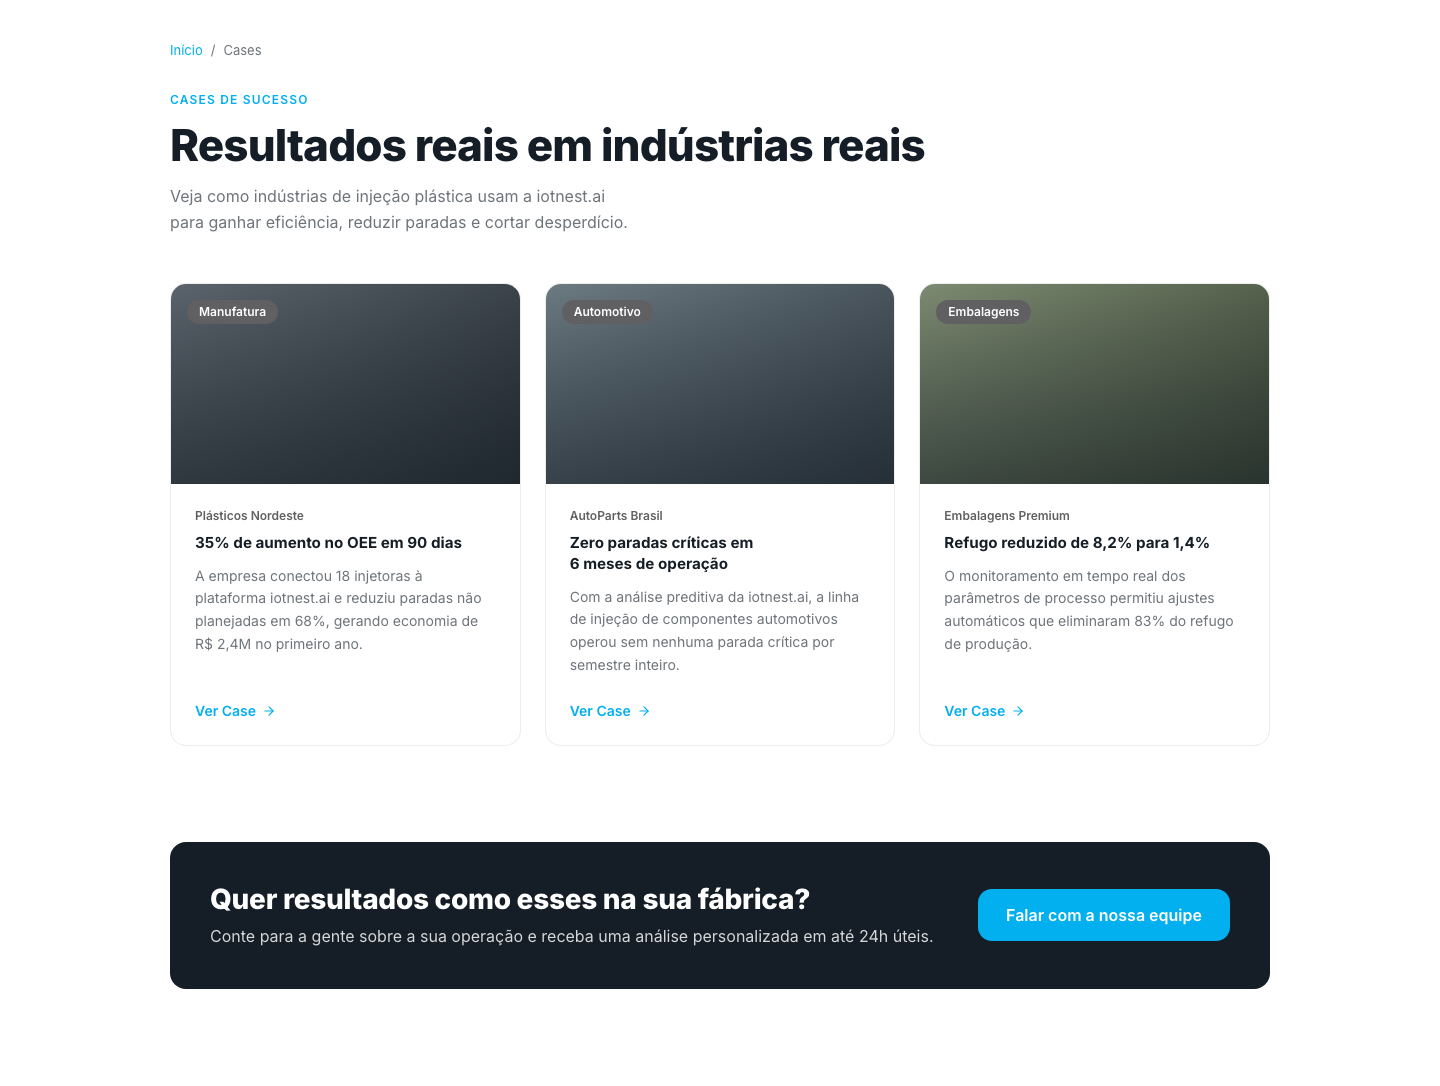 Início / Cases
CASES DE SUCESSO
Resultados reais em indústrias reais
Veja como indústrias de injeção plástica usam a iotnest.ai
para ganhar eficiência, reduzir paradas e cortar desperdício.
Manufatura
Plásticos Nordeste
35% de aumento no OEE em 90 dias
A empresa conectou 18 injetoras à
plataforma iotnest.ai e reduziu paradas não
planejadas em 68%, gerando economia de
R$ 2,4M no primeiro ano.
Ver Case →
Automotivo
AutoParts Brasil
Zero paradas críticas em
6 meses de operação
Com a análise preditiva da iotnest.ai, a linha
de injeção de componentes automotivos
operou sem nenhuma parada crítica por
semestre inteiro.
Ver Case →
Embalagens
Embalagens Premium
Refugo reduzido de 8,2% para 1,4%
O monitoramento em tempo real dos
parâmetros de processo permitiu ajustes
automáticos que eliminaram 83% do refugo
de produção.
Ver Case →
Quer resultados como esses na sua fábrica?
Conte para a gente sobre a sua operação e receba uma análise personalizada em até 24h úteis.
Falar com a nossa equipe